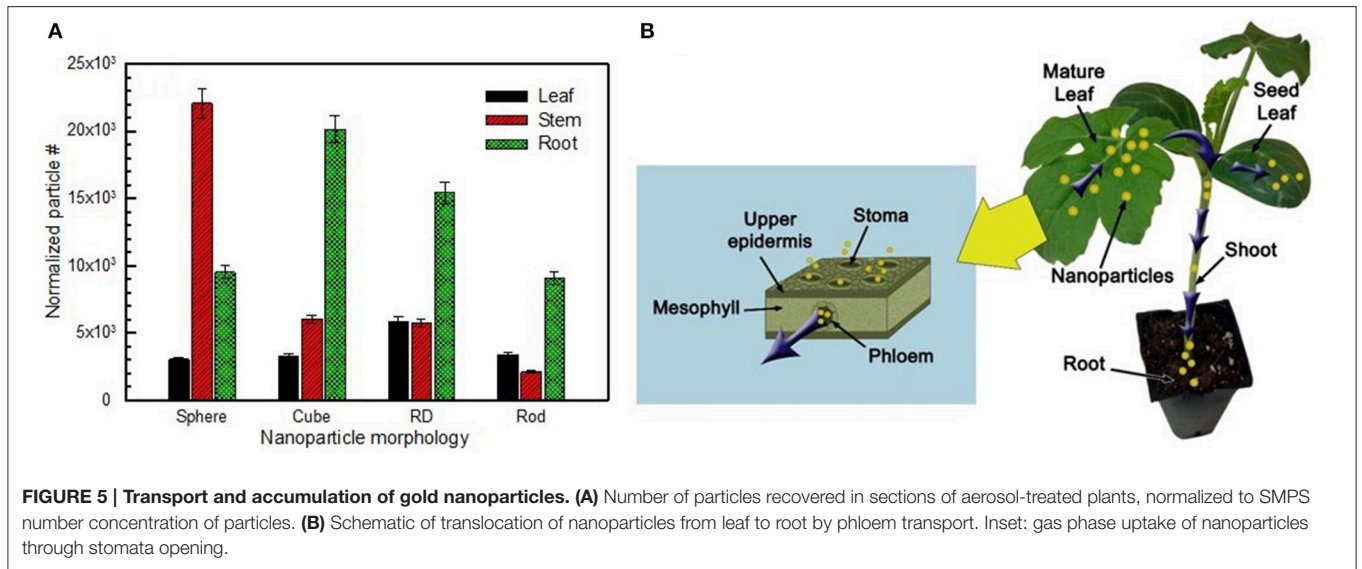 A
25x10³
20x10³
15x10³
10x10³
5x10³
0
Normalized particle #
Leaf
Stem
Root
Sphere Cube RD Rod
Nanoparticle morphology
B
Mature
Leaf
Seed
Leaf
Nanoparticles
Shoot
Root
Upper
epidermis
Stoma
Mesophyll
Phloem
FIGURE 5 | Transport and accumulation of gold nanoparticles. (A) Number of particles recovered in sections of aerosol-treated plants, normalized to SMPS
number concentration of particles. (B) Schematic of translocation of nanoparticles from leaf to root by phloem transport. Inset: gas phase uptake of nanoparticles
through stomata opening.